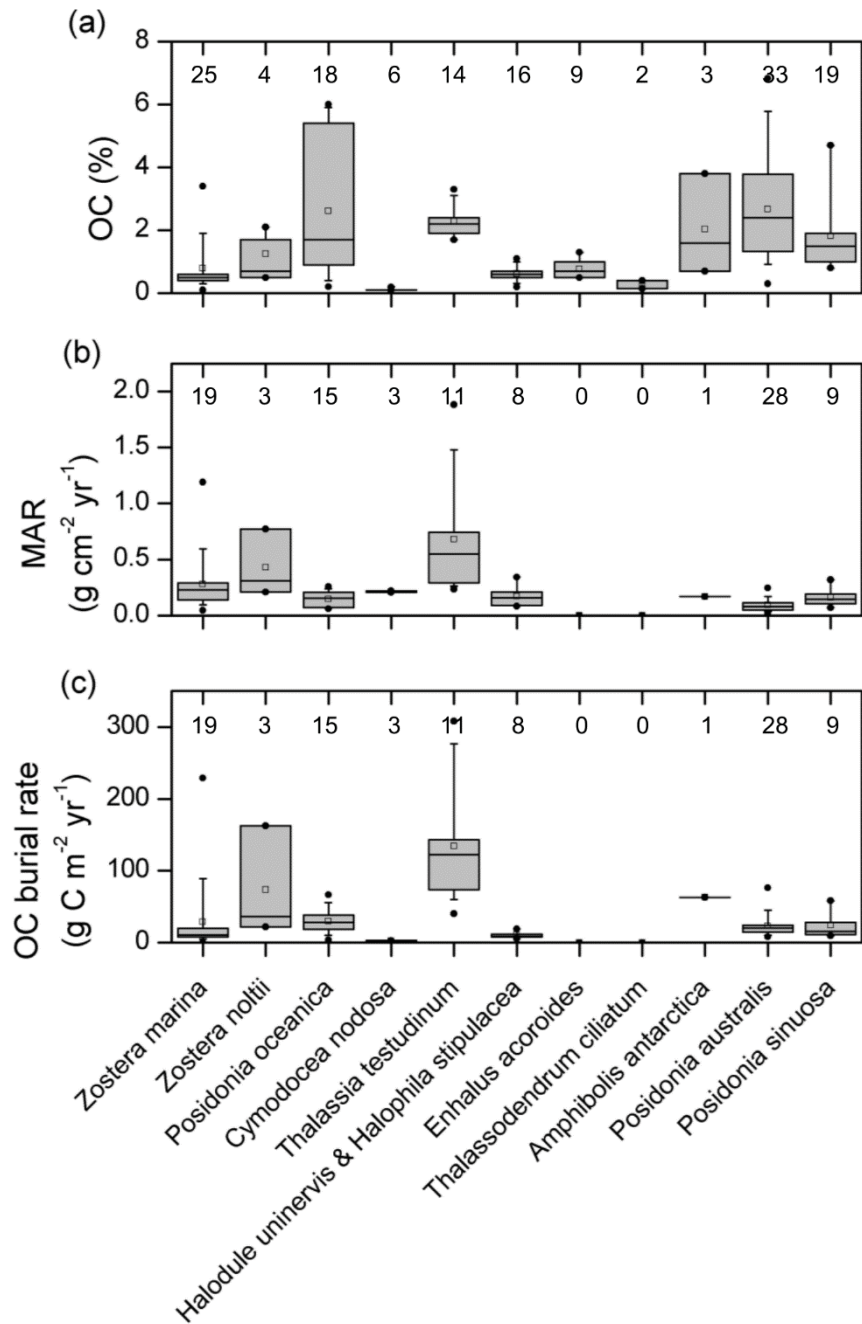 (a)
OC (%)
8
6
4
2
0
25 4 18 6 14 16 9 2 3 33 19
(b)
MAR
(g cm⁻² yr⁻¹)
2.0
1.5
1.0
0.5
0.0
19 3 15 3 11 8 0 0 1 28 9
(c)
OC burial rate
(g C m⁻² yr⁻¹)
300
200
100
0
19 3 15 3 11 8 0 0 1 28 9
Zostera marina
Zostera noltii
Posidonia oceanica
Cymodocea nodosa
Thalassia testudinum
Halodule uninervis & Halophila stipulacea
Enhalus acoroides
Thalassodendrum ciliatum
Amphibolis antarctica
Posidonia australis
Posidonia sinuosa